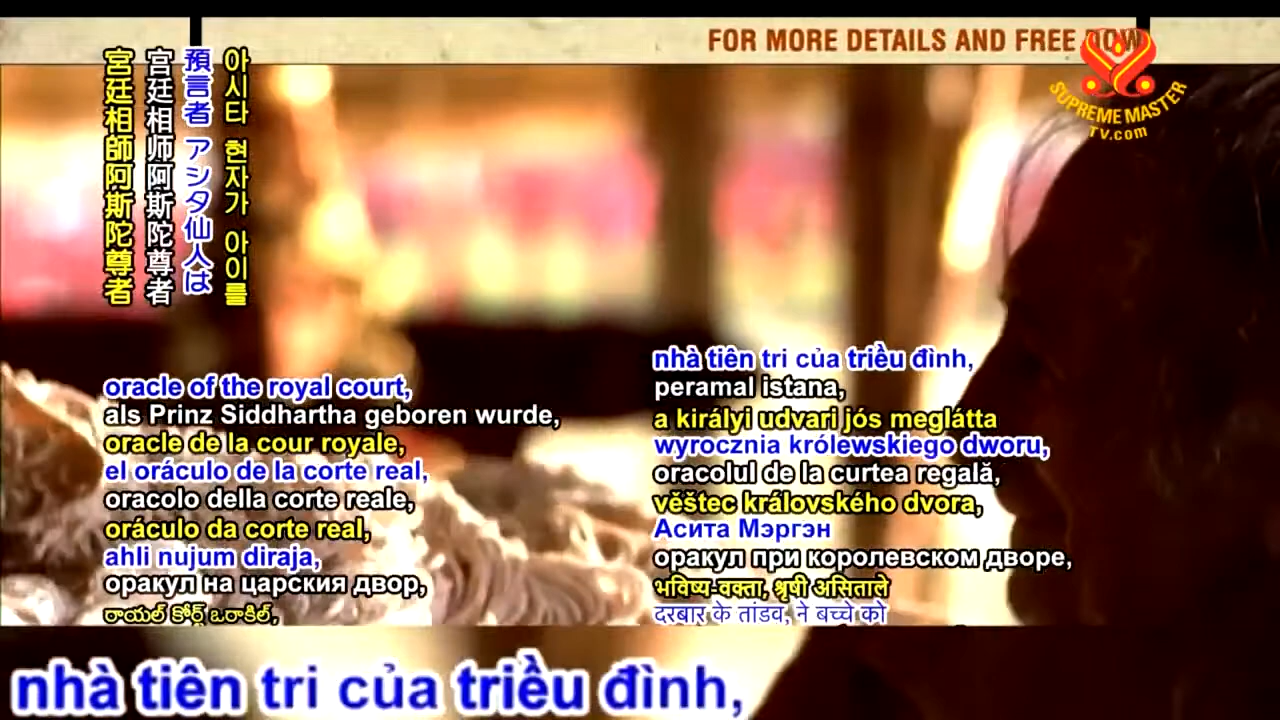 FOR MORE DETAILS AND FREE DOW
SUPREME MASTER
TV.com
아시타 현자가 아이를
預言者 アシタ仙人は
宫廷相师阿斯陀尊者
宮廷相師阿斯陀尊者
oracle of the royal court,
als Prinz Siddhartha geboren wurde,
oracle de la cour royale,
el oráculo de la corte real,
oracolo della corte reale,
oráculo da corte real,
ahli nujum diraja,
оракул на царския двор,
రాయల్ కోర్ట్ ఒరాకిల్,
nhà tiên tri của triều đình,
peramal istana,
a királyi udvari jós meglátta
wyrocznia królewskiego dworu,
oracolul de la curtea regală,
věštec královského dvora,
Асита Мэргэн
оракул при королевском дворе,
भविष्य-वक्ता, श्रृषी असिताले
दरबार के तांडव, ने बच्चे को
nhà tiên tri của triều đình,